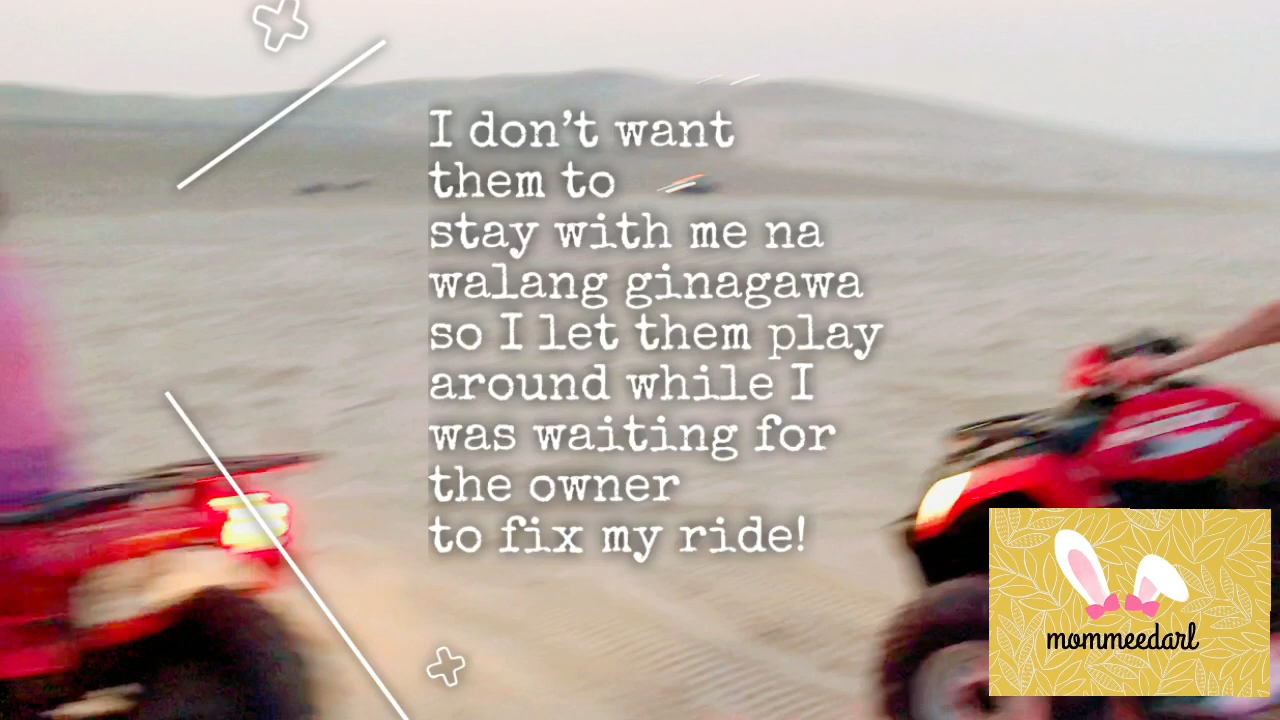 I don’t want
them to
stay with me na
walang ginagawa
so I let them play
around while I
was waiting for
the owner
to fix my ride!
mommeedarl